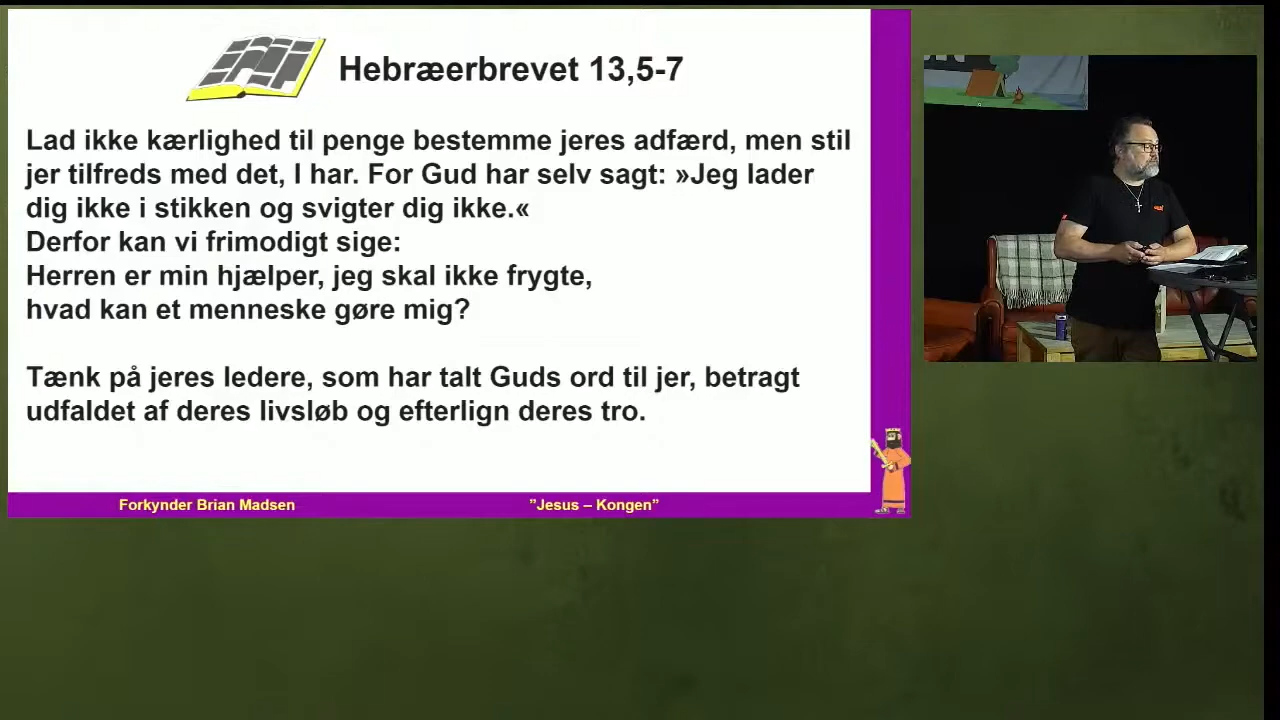 Hebræerbrevet 13,5-7
Lad ikke kærlighed til penge bestemme jeres adfærd, men stil
jer tilfreds med det, I har. For Gud har selv sagt: »Jeg lader
dig ikke i stikken og svigter dig ikke.«
Derfor kan vi frimodigt sige:
Herren er min hjælper, jeg skal ikke frygte,
hvad kan et menneske gøre mig?
Tænk på jeres ledere, som har talt Guds ord til jer, betragt
udfaldet af deres livsløb og efterlign deres tro.
Forkynder Brian Madsen
”Jesus – Kongen”